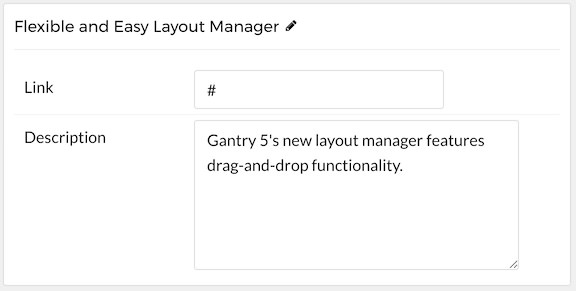 Flexible and Easy Layout Manager
Link
#
Description
Gantry 5's new layout manager features
drag-and-drop functionality.